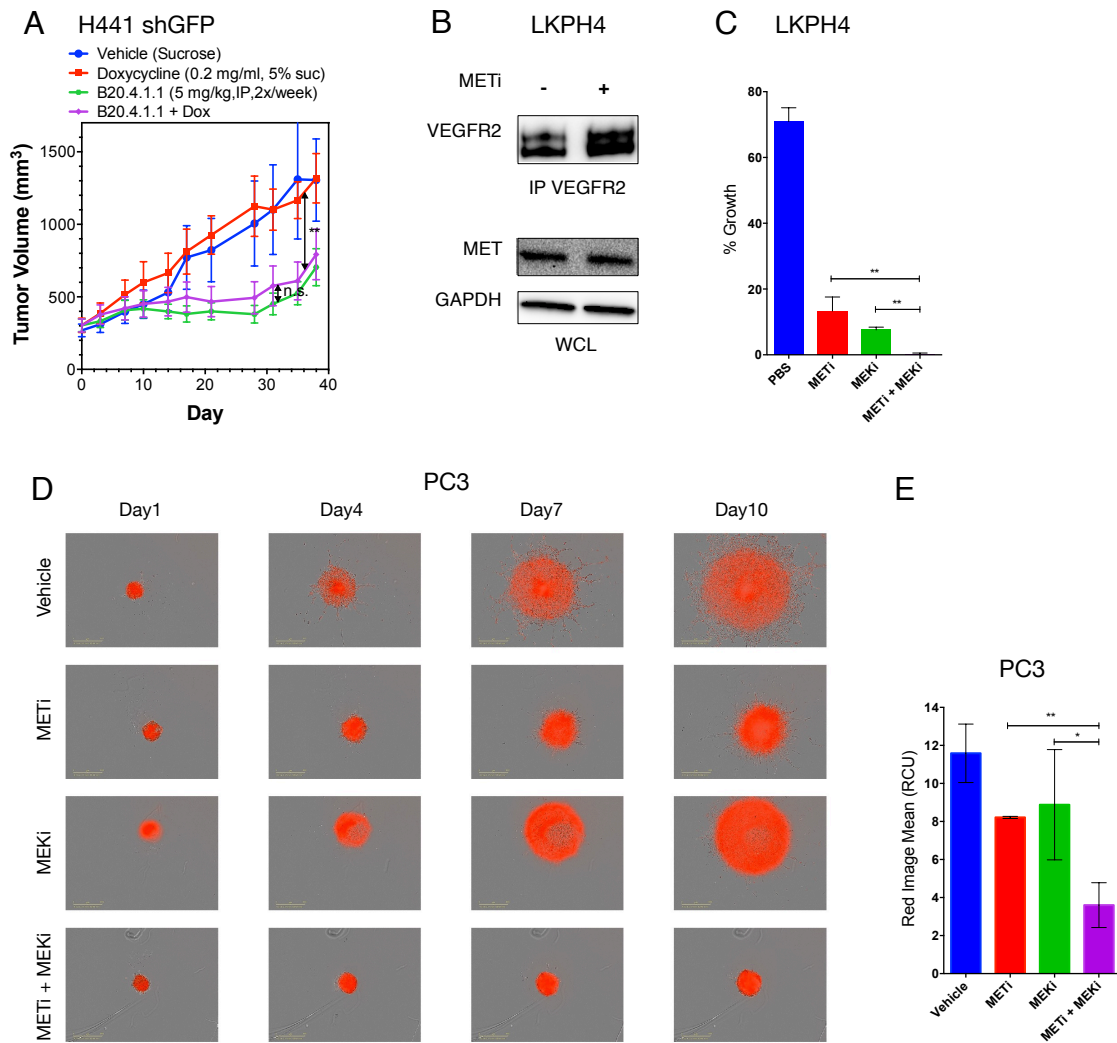 A
H441 shGFP
Vehicle (Sucrose)
Doxycycline (0.2 mg/ml, 5% suc)
B20.4.1.1 (5 mg/kg,IP,2x/week)
B20.4.1.1 + Dox
Tumor Volume (mm3)
1500
1000
500
0
0
10
20
30
40
Day
**
n.s.
B
LKPH4
METi
-
+
VEGFR2
IP VEGFR2
MET
GAPDH
WCL
C
LKPH4
% Growth
80
60
40
20
0
**
**
PBS
METi
MEKi
METi + MEKi
D
PC3
Day1
Day4
Day7
Day10
Vehicle
METi
MEKi
METi + MEKi
E
PC3
Red Image Mean (RCU)
14
12
10
8
6
4
2
0
**
*
Vehicle
METi
MEKi
METi + MEKi